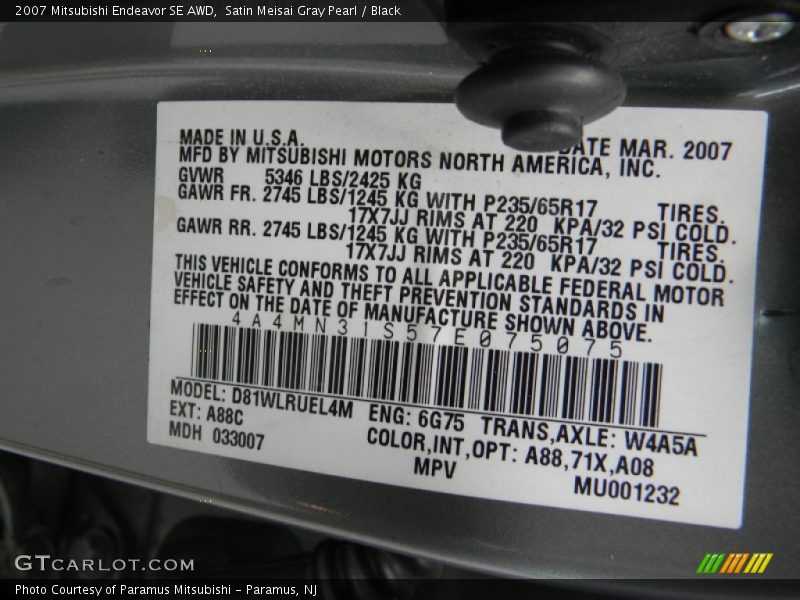 2007 Mitsubishi Endeavor SE AWD,  Satin Meisai Gray Pearl / Black
MADE IN U.S.A. DATE MAR. 2007
MFD BY MITSUBISHI MOTORS NORTH AMERICA, INC.
GVWR 5346 LBS/2425 KG
GAWR FR. 2745 LBS/1245 KG WITH P235/65R17 TIRES.
17X7JJ RIMS AT 220 KPA/32 PSI COLD.
GAWR RR. 2745 LBS/1245 KG WITH P235/65R17 TIRES.
17X7JJ RIMS AT 220 KPA/32 PSI COLD.
THIS VEHICLE CONFORMS TO ALL APPLICABLE FEDERAL MOTOR
VEHICLE SAFETY AND THEFT PREVENTION STANDARDS IN
EFFECT ON THE DATE OF MANUFACTURE SHOWN ABOVE.
4A4MN31S57E075075
MODEL: D81WLRUEL4M ENG: 6G75 TRANS,AXLE: W4A5A
EXT: A88C COLOR,INT,OPT: A88,71X,A08
MDH 033007 MPV MU001232
GTCARLOT.COM
Photo Courtesy of Paramus Mitsubishi - Paramus, NJ